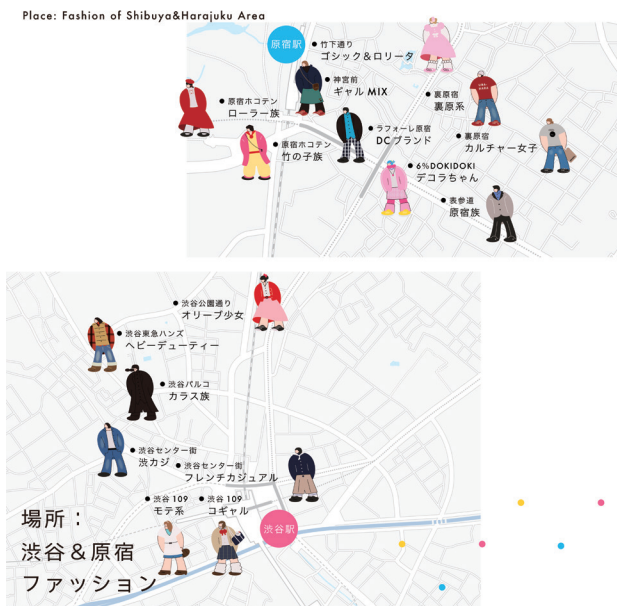 Place: Fashion of Shibuya&Harajuku Area
原宿駅
竹下通り
ゴシック＆ロリータ
神宮前
ギャル MIX
原宿ホコテン
ローラー族
裏原宿
裏原系
ラフォーレ原宿
DC ブランド
裏原宿
カルチャー女子
原宿ホコテン
竹の子族
6%DOKIDOKI
デコラちゃん
表参道
原宿族
渋谷公園通り
オリーブ少女
渋谷東急ハンズ
ヘビーデューティー
渋谷パルコ
カラス族
渋谷センター街
渋カジ
渋谷センター街
フレンチカジュアル
渋谷 109
モテ系
渋谷 109
コギャル
渋谷駅
場所：
渋谷＆原宿
ファッション